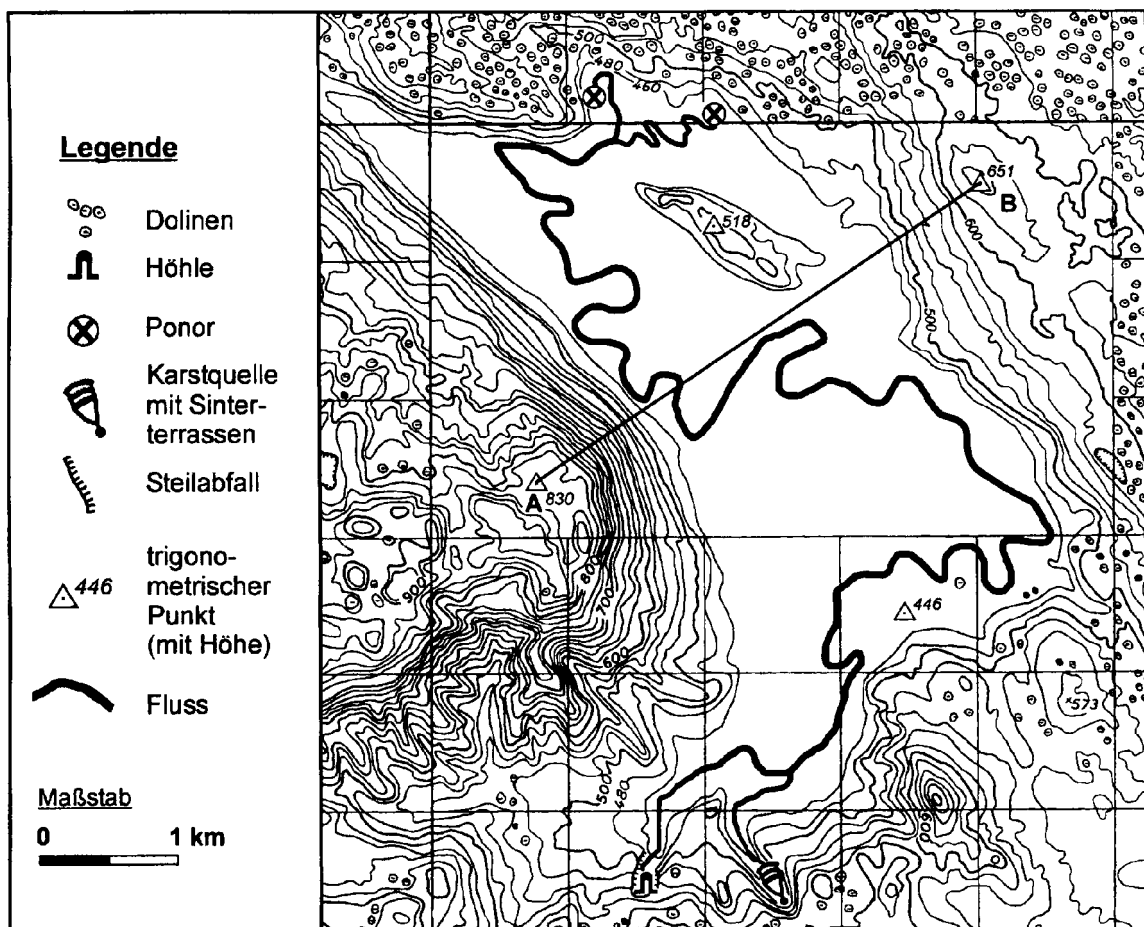 Legende
Dolinen
Höhle
Ponor
Karstquelle
mit Sinter-
terrassen
Steilabfall
446
trigono-
metrischer
Punkt
(mit Höhe)
Fluss
Maßstab
0 1 km
500
480
460
651
B
518
600
500
A 830
900
800
700
446
600
573
500
480
600